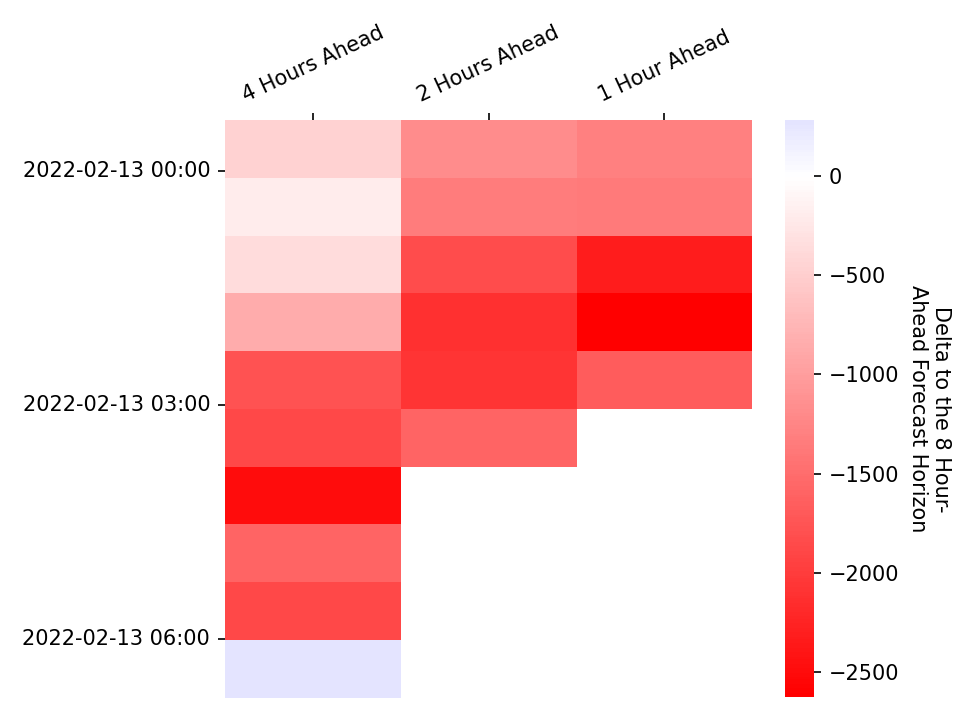 4 Hours Ahead
2 Hours Ahead
1 Hour Ahead
2022-02-13 00:00
2022-02-13 03:00
2022-02-13 06:00
0
−500
−1000
−1500
−2000
−2500
Delta to the 8 Hour-
Ahead Forecast Horizon